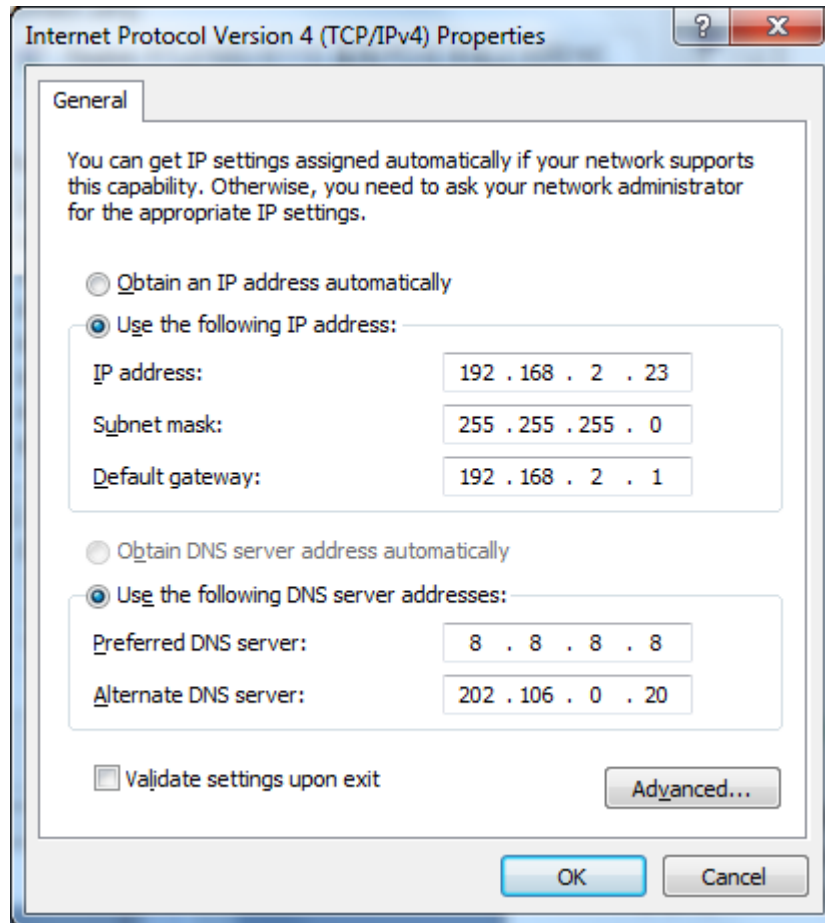 Internet Protocol Version 4 (TCP/IPv4) Properties
General
You can get IP settings assigned automatically if your network supports
this capability. Otherwise, you need to ask your network administrator
for the appropriate IP settings.
Obtain an IP address automatically
Use the following IP address:
IP address: 192 . 168 . 2 . 23
Subnet mask: 255 . 255 . 255 . 0
Default gateway: 192 . 168 . 2 . 1
Obtain DNS server address automatically
Use the following DNS server addresses:
Preferred DNS server: 8 . 8 . 8 . 8
Alternate DNS server: 202 . 106 . 0 . 20
Validate settings upon exit
Advanced...
OK Cancel